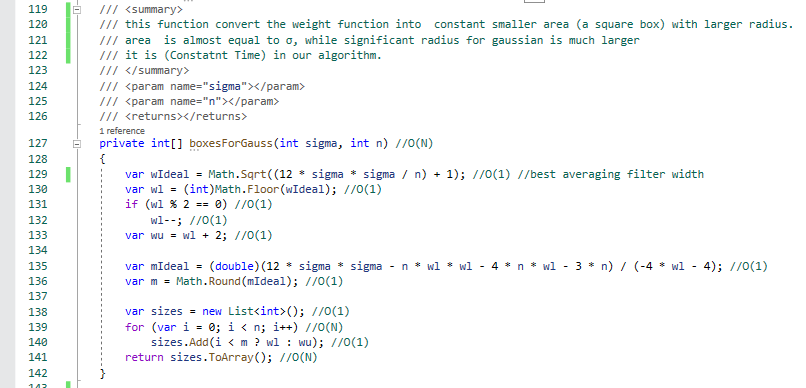 119 /// <summary>
120 /// this function convert the weight function into  constant smaller area (a square box) with larger radius.
121 /// area  is almost equal to σ, while significant radius for gaussian is much larger
122 /// it is (Constatnt Time) in our algorithm.
123 /// </summary>
124 /// <param name="sigma"></param>
125 /// <param name="n"></param>
126 /// <returns></returns>
1 reference
127 private int[] boxesForGauss(int sigma, int n) //O(N)
128 {
129 var wIdeal = Math.Sqrt((12 * sigma * sigma / n) + 1); //O(1) //best averaging filter width
130 var wl = (int)Math.Floor(wIdeal); //O(1)
131 if (wl % 2 == 0) //O(1)
132 wl--; //O(1)
133 var wu = wl + 2; //O(1)
134
135 var mIdeal = (double)(12 * sigma * sigma - n * wl * wl - 4 * n * wl - 3 * n) / (-4 * wl - 4); //O(1)
136 var m = Math.Round(mIdeal); //O(1)
137
138 var sizes = new List<int>(); //O(1)
139 for (var i = 0; i < n; i++) //O(N)
140 sizes.Add(i < m ? wl : wu); //O(1)
141 return sizes.ToArray(); //O(N)
142 }
143